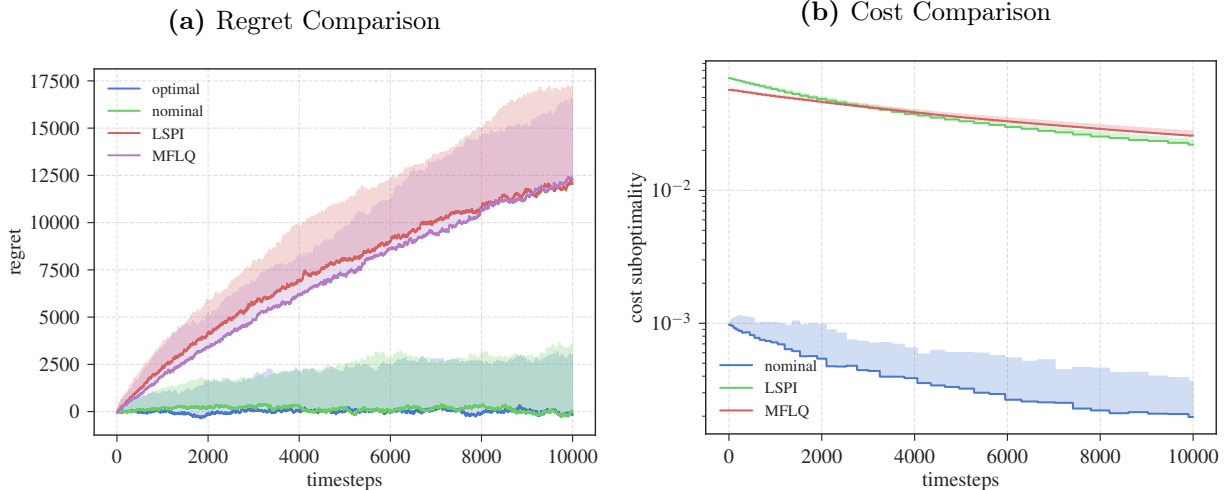 (a) Regret Comparison
17500
15000
12500
10000
7500
5000
2500
0
regret
optimal
nominal
LSPI
MFLQ
0 2000 4000 6000 8000 10000
timesteps
(b) Cost Comparison
10⁻²
10⁻³
cost suboptimality
nominal
LSPI
MFLQ
0 2000 4000 6000 8000 10000
timesteps